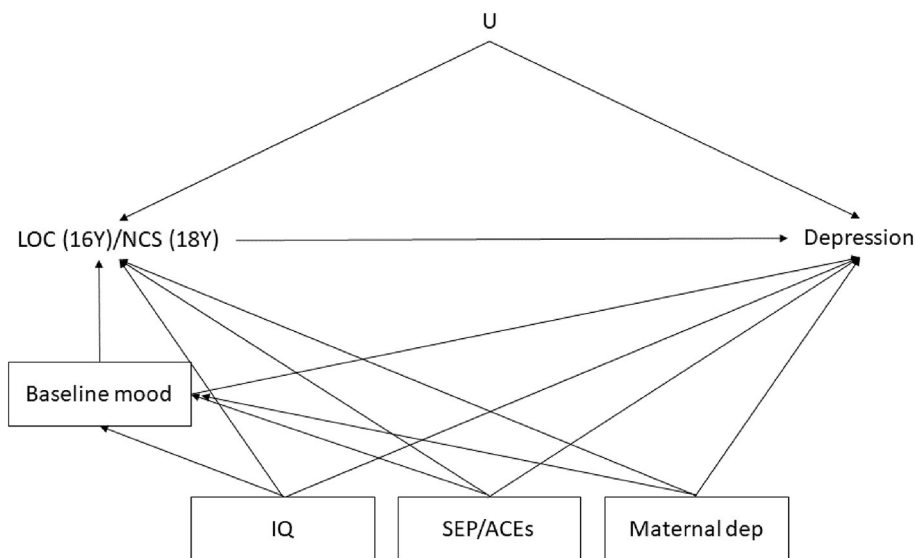 U
LOC (16Y)/NCS (18Y)
Depression
Baseline mood
IQ
SEP/ACEs
Maternal dep